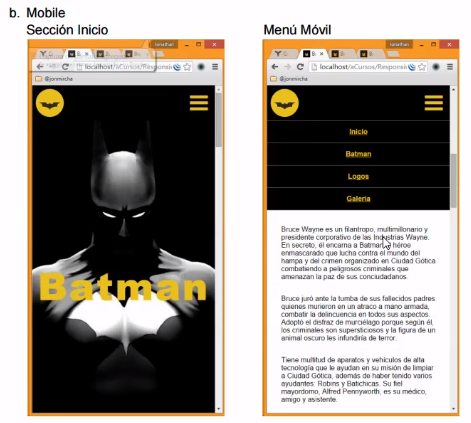 b. Mobile
Sección Inicio
Menú Móvil
Jonathan
localhost/aCursos/Responsi
@jonmircha
Batman
Jonathan
localhost/aCursos/Responsi
@jonmircha
Inicio
Batman
Logos
Galería
Bruce Wayne es un filántropo, multimillonario y
presidente corporativo de las Industrias Wayne.
En secreto, él encarna a Batman, héroe
enmascarado que lucha contra el mundo del
hampa y del crimen organizado en Ciudad Gótica
combatiendo a peligrosos criminales que
amenazan la paz de sus conciudadanos.
Bruce juró ante la tumba de sus fallecidos padres
quienes murieron en un atraco a mano armada,
combatir la delincuencia en todos sus aspectos.
Adoptó el disfraz de murciélago porque según él,
los criminales son supersticiosos y la figura de un
animal oscuro les infundiría de terror.
Tiene multitud de aparatos y vehículos de alta
tecnología que le ayudan en su misión de limpiar
a Ciudad Gótica, además de haber tenido varios
ayudantes: Robins y Batichicas. Su fiel
mayordomo, Alfred Pennyworth, es su médico,
amigo y asistente.